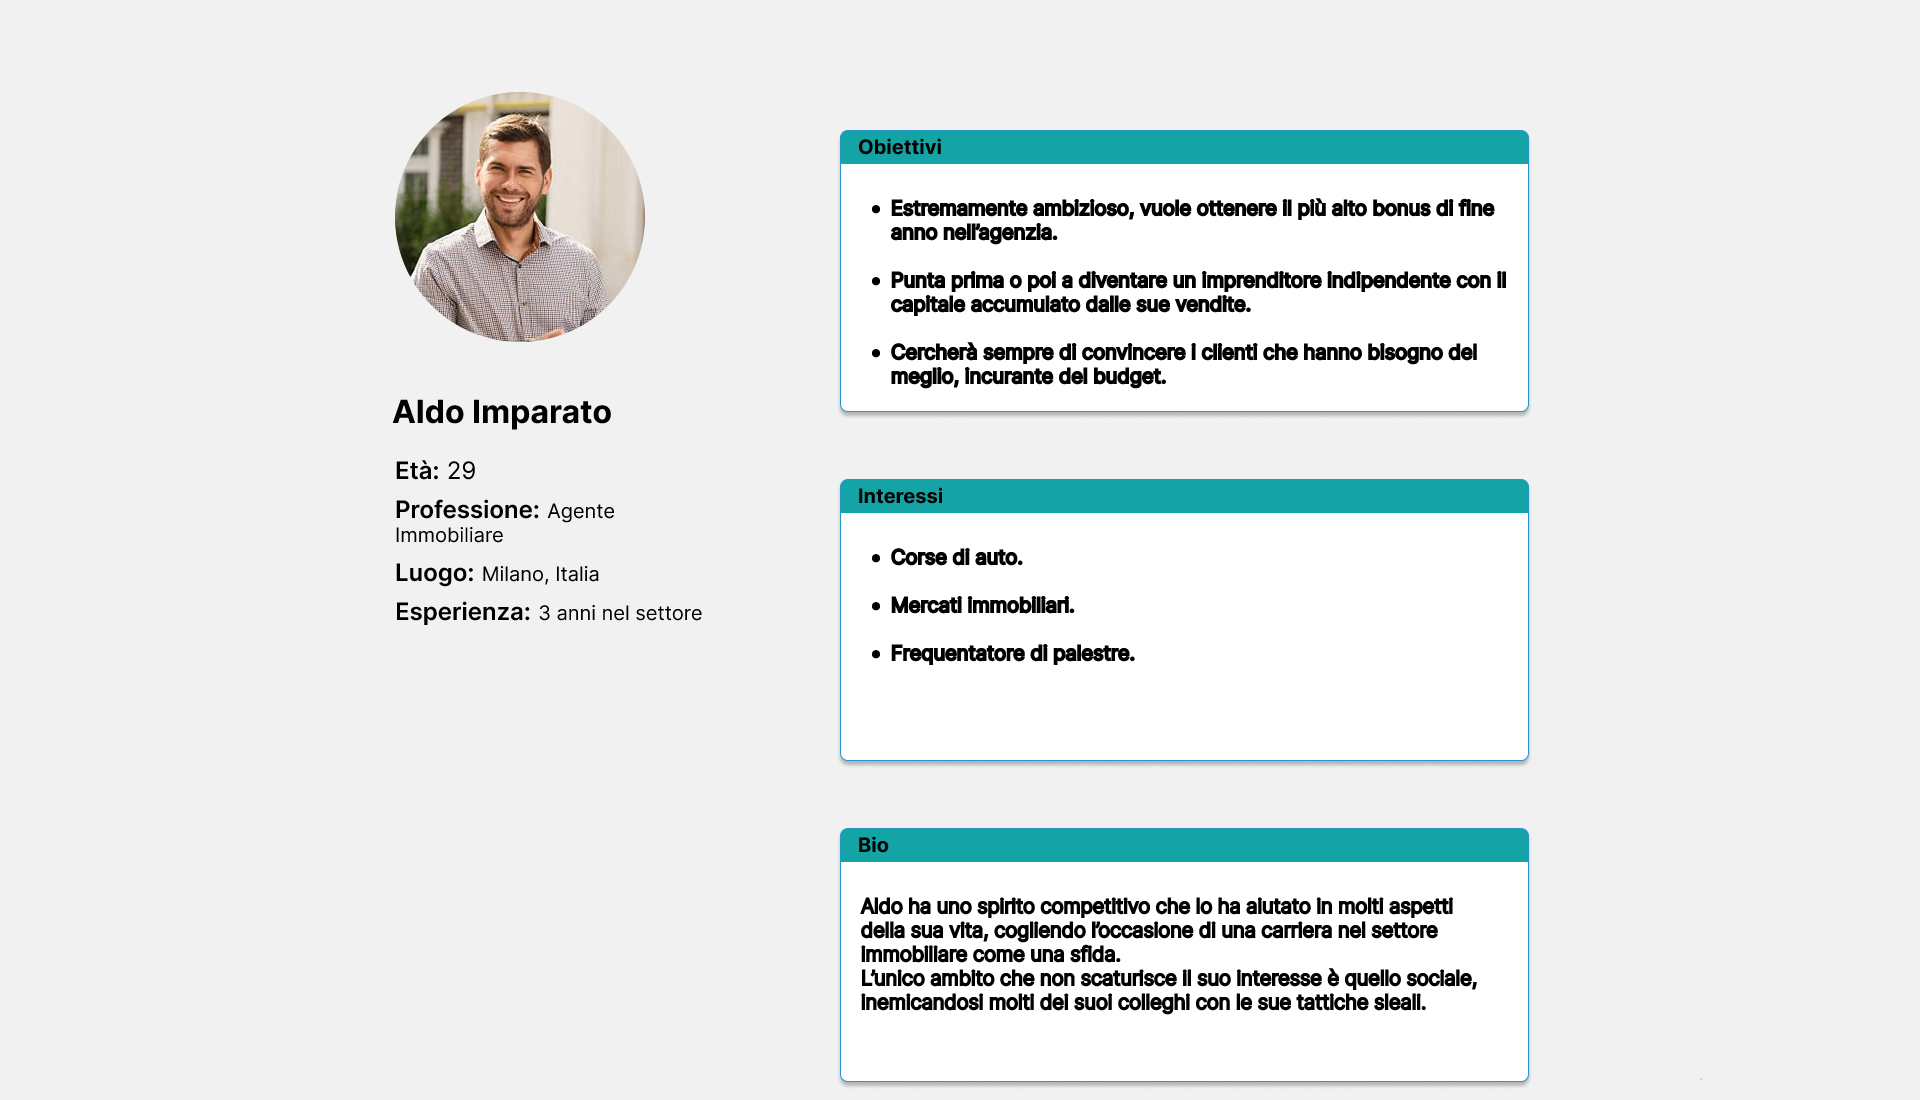 Aldo Imparato
Età: 29
Professione: Agente
Immobiliare
Luogo: Milano, Italia
Esperienza: 3 anni nel settore
Obiettivi
• Estremamente ambizioso, vuole ottenere il più alto bonus di fine
anno nell'agenzia.
• Punta prima o poi a diventare un imprenditore indipendente con il
capitale accumulato dalle sue vendite.
• Cercherà sempre di convincere i clienti che hanno bisogno del
meglio, incurante del budget.
Interessi
• Corse di auto.
• Mercati immobiliari.
• Frequentatore di palestre.
Bio
Aldo ha uno spirito competitivo che lo ha aiutato in molti aspetti
della sua vita, cogliendo l'occasione di una carriera nel settore
immobiliare come una sfida.
L'unico ambito che non scaturisce il suo interesse è quello sociale,
inemicandosi molti dei suoi colleghi con le sue tattiche sleali.